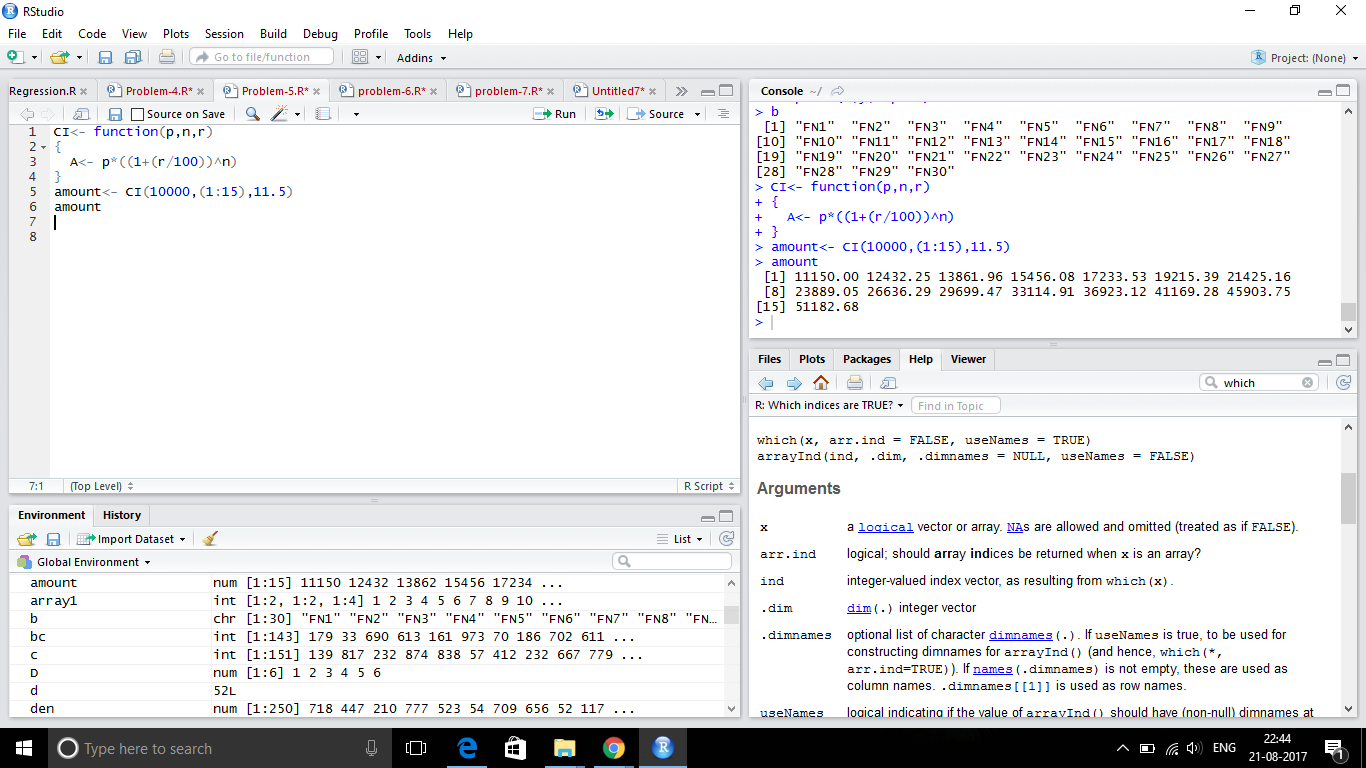 RStudio
File Edit Code View Plots Session Build Debug Profile Tools Help
Go to file/function Addins Project: (None)
Regression.R Problem-4.R* Problem-5.R* problem-6.R* problem-7.R* Untitled7*
Source on Save Run Source
1 CI<- function(p,n,r)
2 {
3 A<- p*((1+(r/100))^n)
4 }
5 amount<- CI(10000,(1:15),11.5)
6 amount
7
8
7:1 (Top Level) R Script
Environment History
Import Dataset List
Global Environment
amount num [1:15] 11150 12432 13862 15456 17234 ...
array1 int [1:2, 1:2, 1:4] 1 2 3 4 5 6 7 8 9 10 ...
b chr [1:30] "FN1" "FN2" "FN3" "FN4" "FN5" "FN6" "FN7" "FN8" "FN...
bc int [1:143] 179 33 690 613 161 973 70 186 702 611 ...
c int [1:151] 139 817 232 874 838 57 412 232 667 779 ...
D num [1:6] 1 2 3 4 5 6
d 52L
den num [1:250] 718 447 210 777 523 54 709 656 52 117 ...
Console ~/
> b
[1] "FN1" "FN2" "FN3" "FN4" "FN5" "FN6" "FN7" "FN8" "FN9"
[10] "FN10" "FN11" "FN12" "FN13" "FN14" "FN15" "FN16" "FN17" "FN18"
[19] "FN19" "FN20" "FN21" "FN22" "FN23" "FN24" "FN25" "FN26" "FN27"
[28] "FN28" "FN29" "FN30"
> CI<- function(p,n,r)
+ {
+ A<- p*((1+(r/100))^n)
+ }
> amount<- CI(10000,(1:15),11.5)
> amount
[1] 11150.00 12432.25 13861.96 15456.08 17233.53 19215.39 21425.16
[8] 23889.05 26636.29 29699.47 33114.91 36923.12 41169.28 45903.75
[15] 51182.68
>
Files Plots Packages Help Viewer
which
R: Which indices are TRUE? Find in Topic
which(x, arr.ind = FALSE, useNames = TRUE)
arrayInd(ind, .dim, .dimnames = NULL, useNames = FALSE)
Arguments
x a logical vector or array. NAs are allowed and omitted (treated as if FALSE).
arr.ind logical; should array indices be returned when x is an array?
ind integer-valued index vector, as resulting from which(x).
.dim dim(.) integer vector
.dimnames optional list of character dimnames(.). If useNames is true, to be used for
constructing dimnames for arrayInd() (and hence, which(*,
arr.ind=TRUE)). If names(.dimnames) is not empty, these are used as
column names. .dimnames[[1]] is used as row names.
useNames logical indicating if the value of arrayInd() should have (non-null) dimnames at
Type here to search ENG 22:44
21-08-2017 1